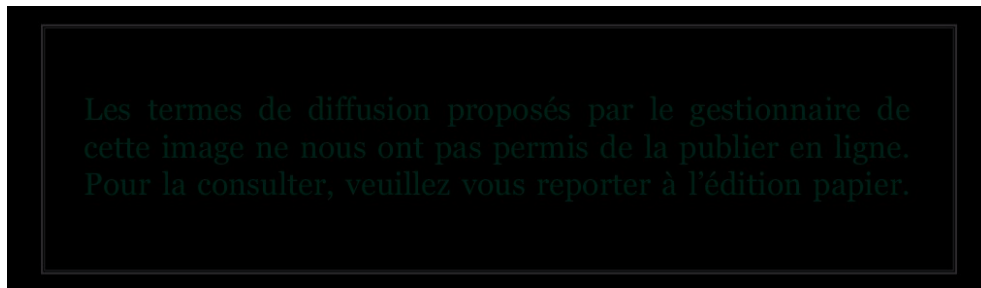 Les termes de diffusion proposés par le gestionnaire de
cette image ne nous ont pas permis de la publier en ligne.
Pour la consulter, veuillez vous reporter à l’édition papier.